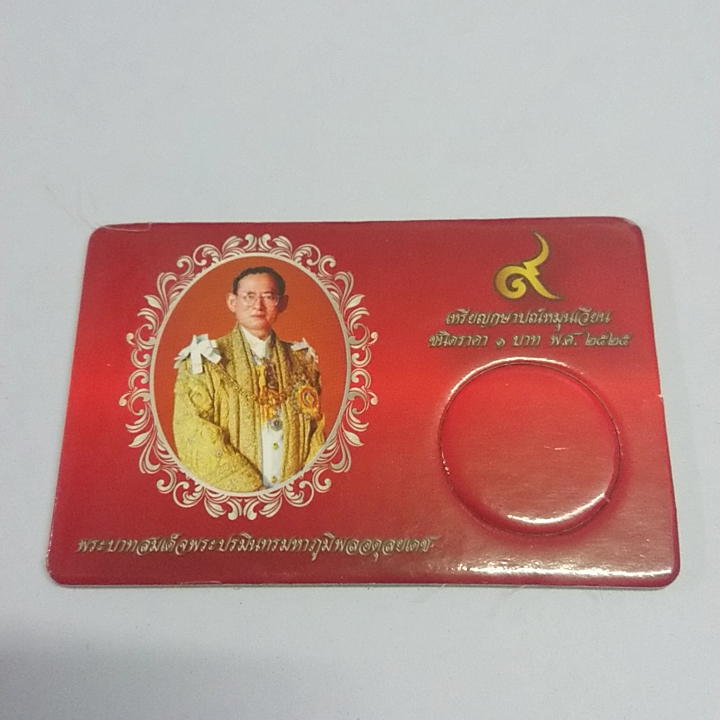 ๙
เหรียญกษาปณ์หมุนเวียน
ชนิดราคา ๑ บาท พ.ศ. ๒๕๒๕
พระบาทสมเด็จพระปรมินทรมหาภูมิพลอดุลยเดช